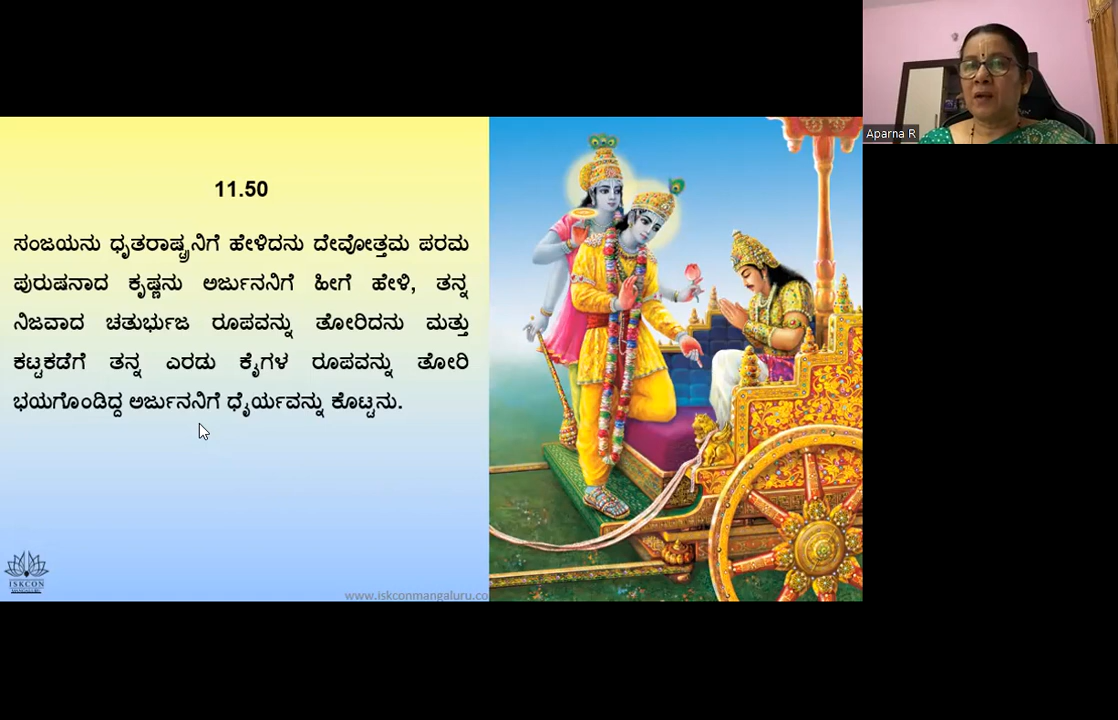 11.50
ಸಂಜಯನು ಧೃತರಾಷ್ಟ್ರನಿಗೆ ಹೇಳಿದನು ದೇವೋತ್ತಮ ಪರಮ
ಪುರುಷನಾದ ಕೃಷ್ಣನು ಅರ್ಜುನನಿಗೆ ಹೀಗೆ ಹೇಳಿ, ತನ್ನ
ನಿಜವಾದ ಚತುರ್ಭುಜ ರೂಪವನ್ನು ತೋರಿದನು ಮತ್ತು
ಕಟ್ಟಕಡೆಗೆ ತನ್ನ ಎರಡು ಕೈಗಳ ರೂಪವನ್ನು ತೋರಿ
ಭಯಗೊಂಡಿದ್ದ ಅರ್ಜುನನಿಗೆ ಧೈರ್ಯವನ್ನು ಕೊಟ್ಟನು.
ISKCON
MANGALURU
www.iskconmangaluru.co
Aparna R